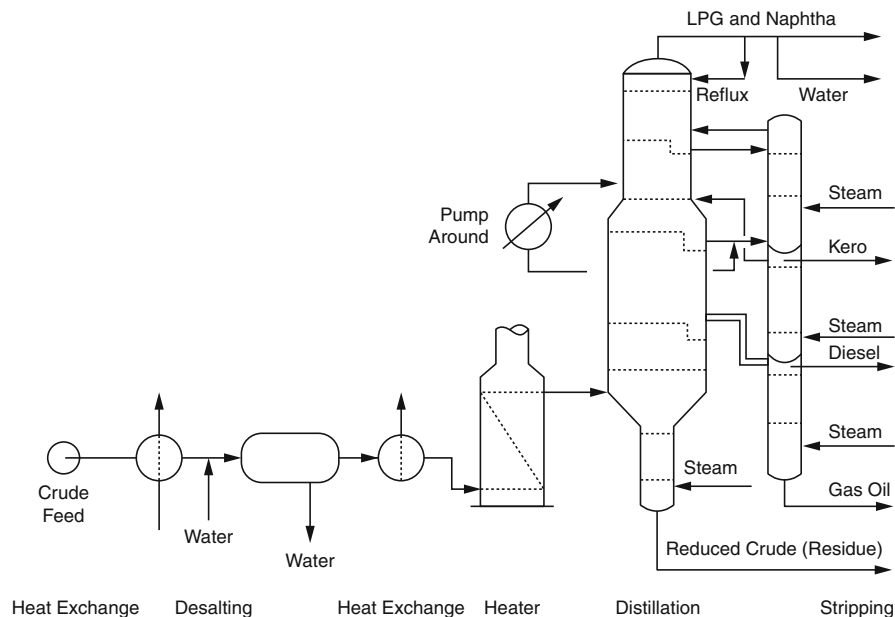 LPG and Naphtha
Reflux
Water
Steam
Pump
Around
Kero
Steam
Diesel
Steam
Crude
Feed
Water
Water
Steam
Gas Oil
Reduced Crude (Residue)
Heat Exchange
Desalting
Heat Exchange
Heater
Distillation
Stripping